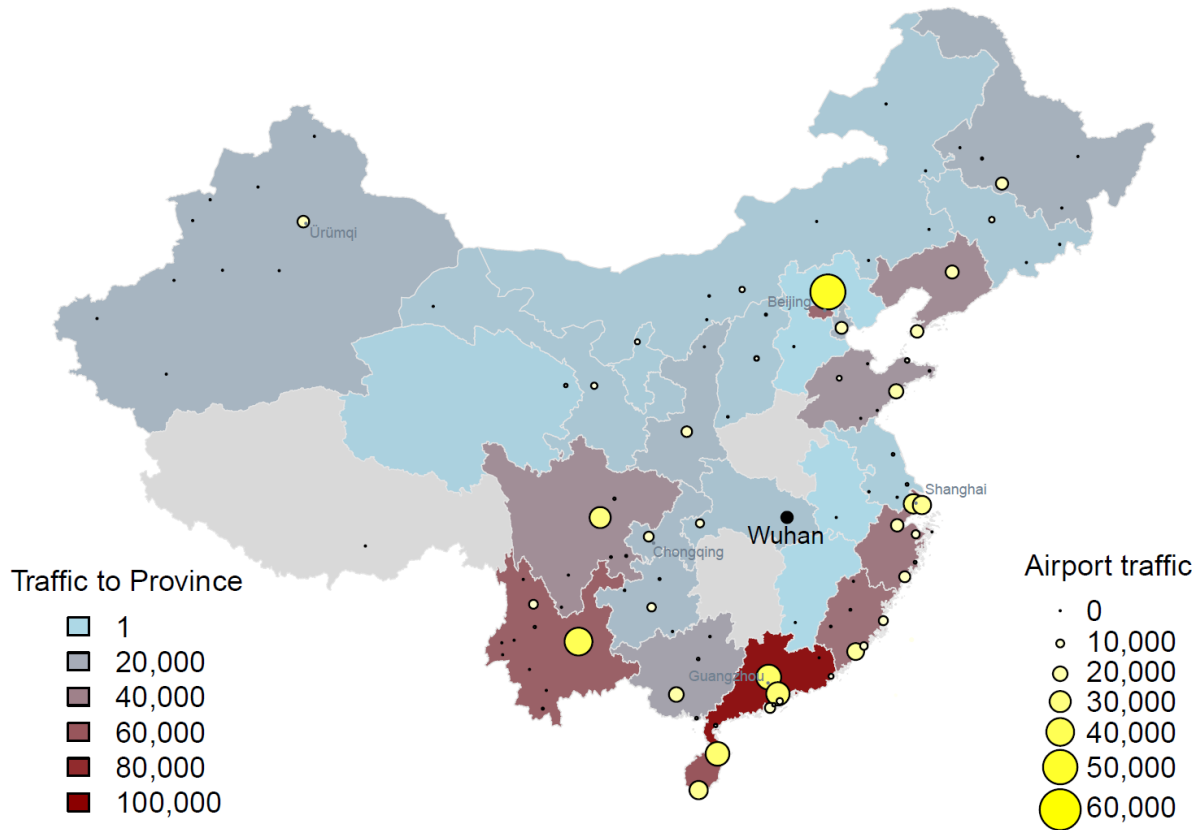 Ürümqi
Beijing
Shanghai
Wuhan
Chongqing
Guangzhou
Traffic to Province
1
20,000
40,000
60,000
80,000
100,000
Airport traffic
0
10,000
20,000
30,000
40,000
50,000
60,000